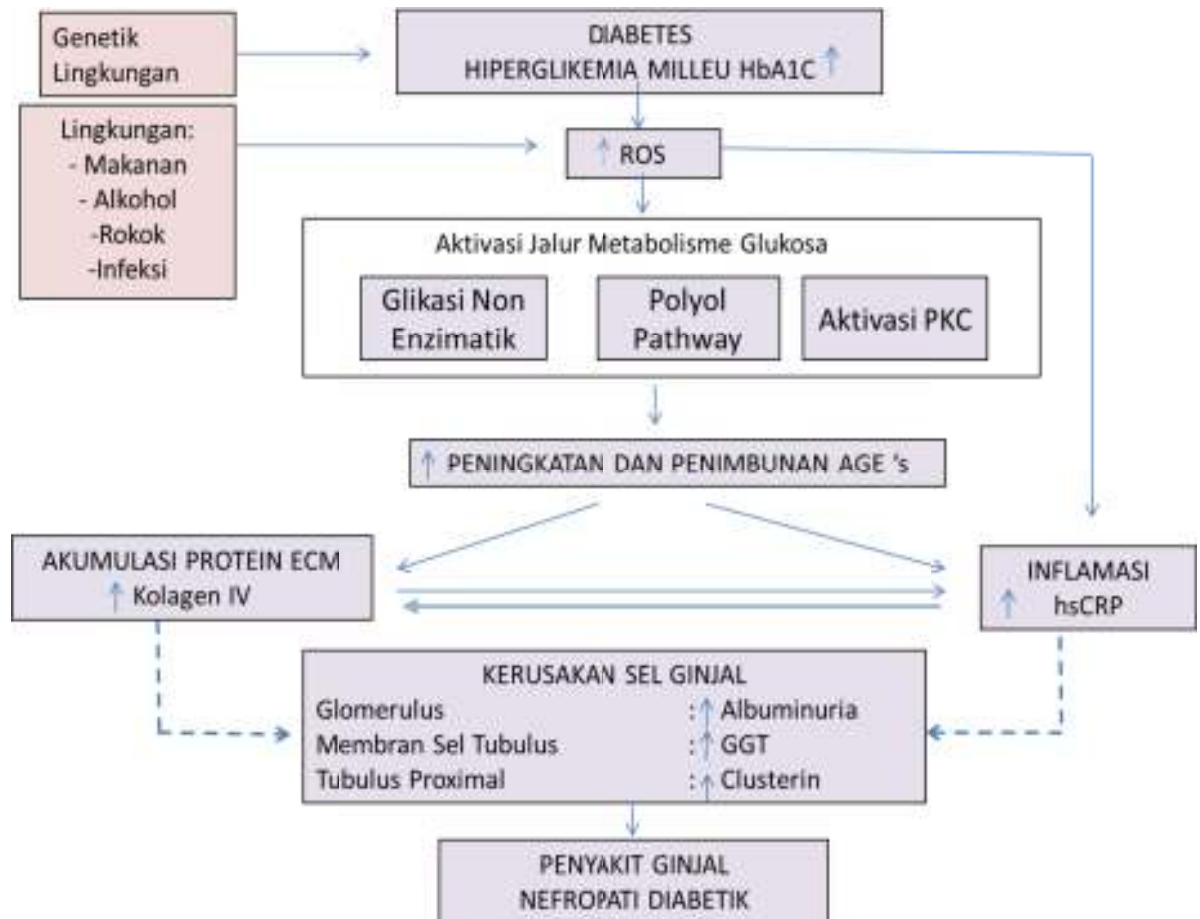 Genetik
Lingkungan
DIABETES
HIPERGLIKEMIA MILLEU HbA1C ↑
Lingkungan:
- Makanan
- Alkohol
-Rokok
-Infeksi
↑ ROS
Aktivasi Jalur Metabolisme Glukosa
Glikasi Non
Enzimatik
Polyol
Pathway
Aktivasi PKC
↑ PENINGKATAN DAN PENIMBUNAN AGE 's
AKUMULASI PROTEIN ECM
↑ Kolagen IV
INFLAMASI
↑ hsCRP
KERUSAKAN SEL GINJAL
Glomerulus : ↑ Albuminuria
Membran Sel Tubulus : ↑ GGT
Tubulus Proximal : ↑ Clusterin
PENYAKIT GINJAL
NEFROPATI DIABETIK